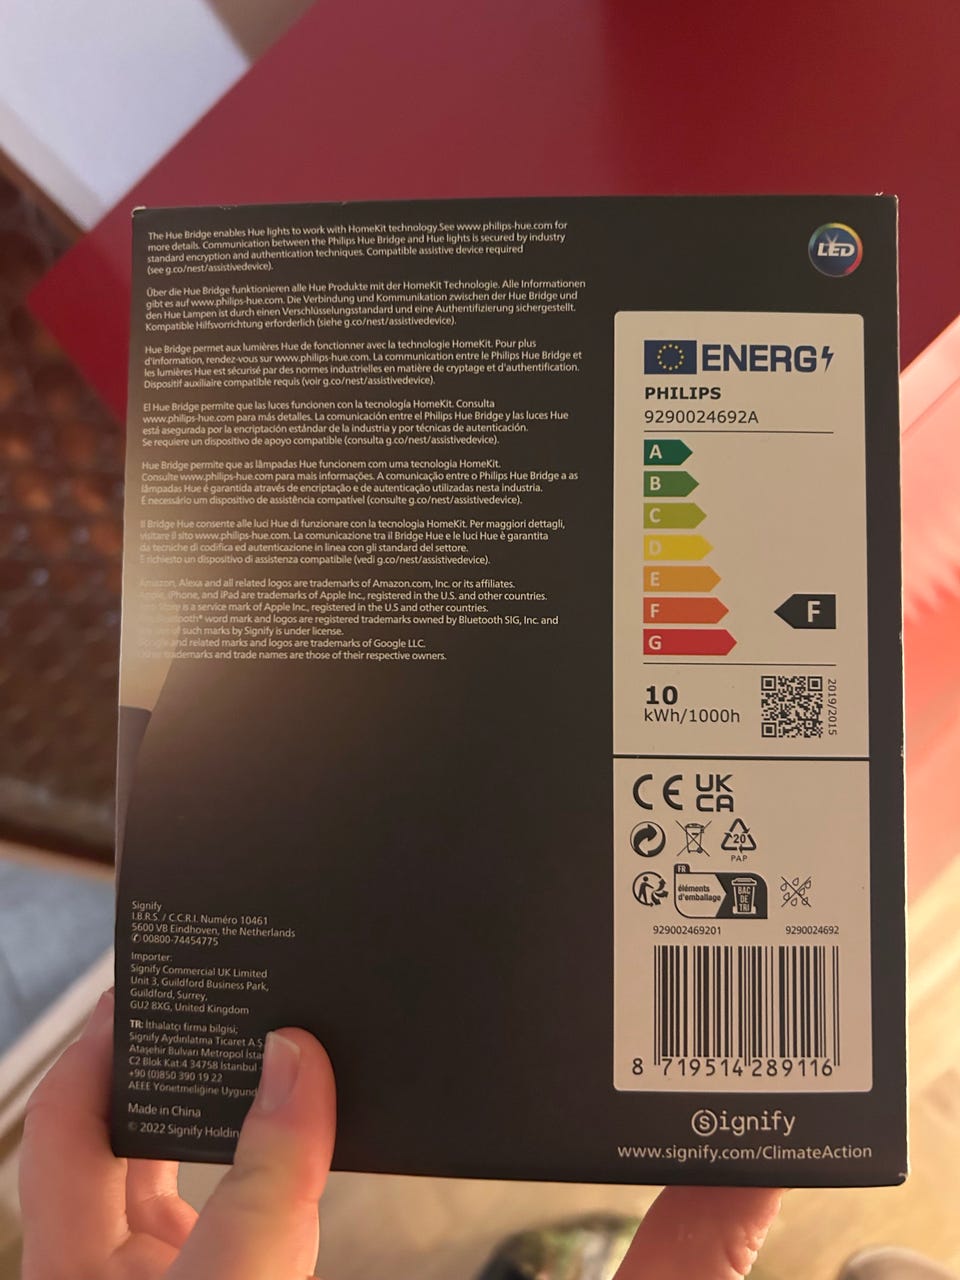 The Hue Bridge enables Hue lights to work with HomeKit technology.See www.philips-hue.com for
more details. Communication between the Philips Hue Bridge and Hue lights is secured by industry
standard encryption and authentication techniques. Compatible assistive device required
(see g.co/nest/assistivedevice).
Über die Hue Bridge funktionieren alle Hue Produkte mit der HomeKit Technologie. Alle Informationen
gibt es auf www.philips-hue.com. Die Verbindung und Kommunikation zwischen der Hue Bridge und
den Hue Lampen ist durch einen Verschlüsselungsstandard und eine Authentifizierung sichergestellt.
Kompatible Hilfsvorrichtung erforderlich (siehe g.co/nest/assistivedevice).
Hue Bridge permet aux lumières Hue de fonctionner avec la technologie HomeKit. Pour plus
d'information, rendez-vous sur www.philips-hue.com. La communication entre le Philips Hue Bridge et
les lumières Hue est sécurisé par des normes industrielles en matière de cryptage et d'authentification.
Dispositif auxiliaire compatible requis (voir g.co/nest/assistivedevice).
El Hue Bridge permite que las luces funcionen con la tecnología HomeKit. Consulta
www.philips-hue.com para más detalles. La comunicación entre el Philips Hue Bridge y las luces Hue
está asegurada por la encriptación estándar de la industria y por técnicas de autenticación.
Se requiere un dispositivo de apoyo compatible (consulta g.co/nest/assistivedevice).
Hue Bridge permite que as lâmpadas Hue funcionem com uma tecnologia HomeKit.
Consulte www.philips-hue.com para mais informações. A comunicação entre o Philips Hue Bridge a as
lâmpadas Hue é garantida através de encriptação e de autenticação utilizadas nesta industria.
É necessário um dispositivo de assistência compatível (consulte g.co/nest/assistivedevice).
Il Bridge Hue consente alle luci Hue di funzionare con la tecnologia HomeKit. Per maggiori dettagli,
visitare il sito www.philips-hue.com. La comunicazione tra il Bridge Hue e le luci Hue è garantita
da tecniche di codifica ed autenticazione in linea con gli standard del settore.
È richiesto un dispositivo di assistenza compatibile (vedi g.co/nest/assistivedevice).
Amazon, Alexa and all related logos are trademarks of Amazon.com, Inc. or its affiliates.
Apple, iPhone, and iPad are trademarks of Apple Inc., registered in the U.S. and other countries.
App Store is a service mark of Apple Inc., registered in the U.S and other countries.
The Bluetooth® word mark and logos are registered trademarks owned by Bluetooth SIG, Inc. and
any use of such marks by Signify is under license.
Google and related marks and logos are trademarks of Google LLC.
Other trademarks and trade names are those of their respective owners.
Signify
I.B.R.S. / C.C.R.I. Numéro 10461
5600 VB Eindhoven, the Netherlands
00800-74454775
Importer:
Signify Commercial UK Limited
Unit 3, Guildford Business Park,
Guildford, Surrey,
GU2 8XG, United Kingdom
TR: İthalatçı firma bilgisi;
Signify Aydınlatma Ticaret A.S
Ataşehir Bulvarı Metropol İsta
C2 Blok Kat:4 34758 İstanbul -
+90 (0)850 390 19 22
AEEE Yönetmeliğine Uygund
Made in China
© 2022 Signify Holdin
LED
ENERG
PHILIPS
9290024692A
A
B
C
D
E
F
G
F
10
kWh/1000h
2019/2015
CE UK
CA
20
PAP
FR
éléments
d'emballage
BAC
DE
TRI
929002469201 9290024692
8 719514 289116
Signify
www.signify.com/ClimateAction